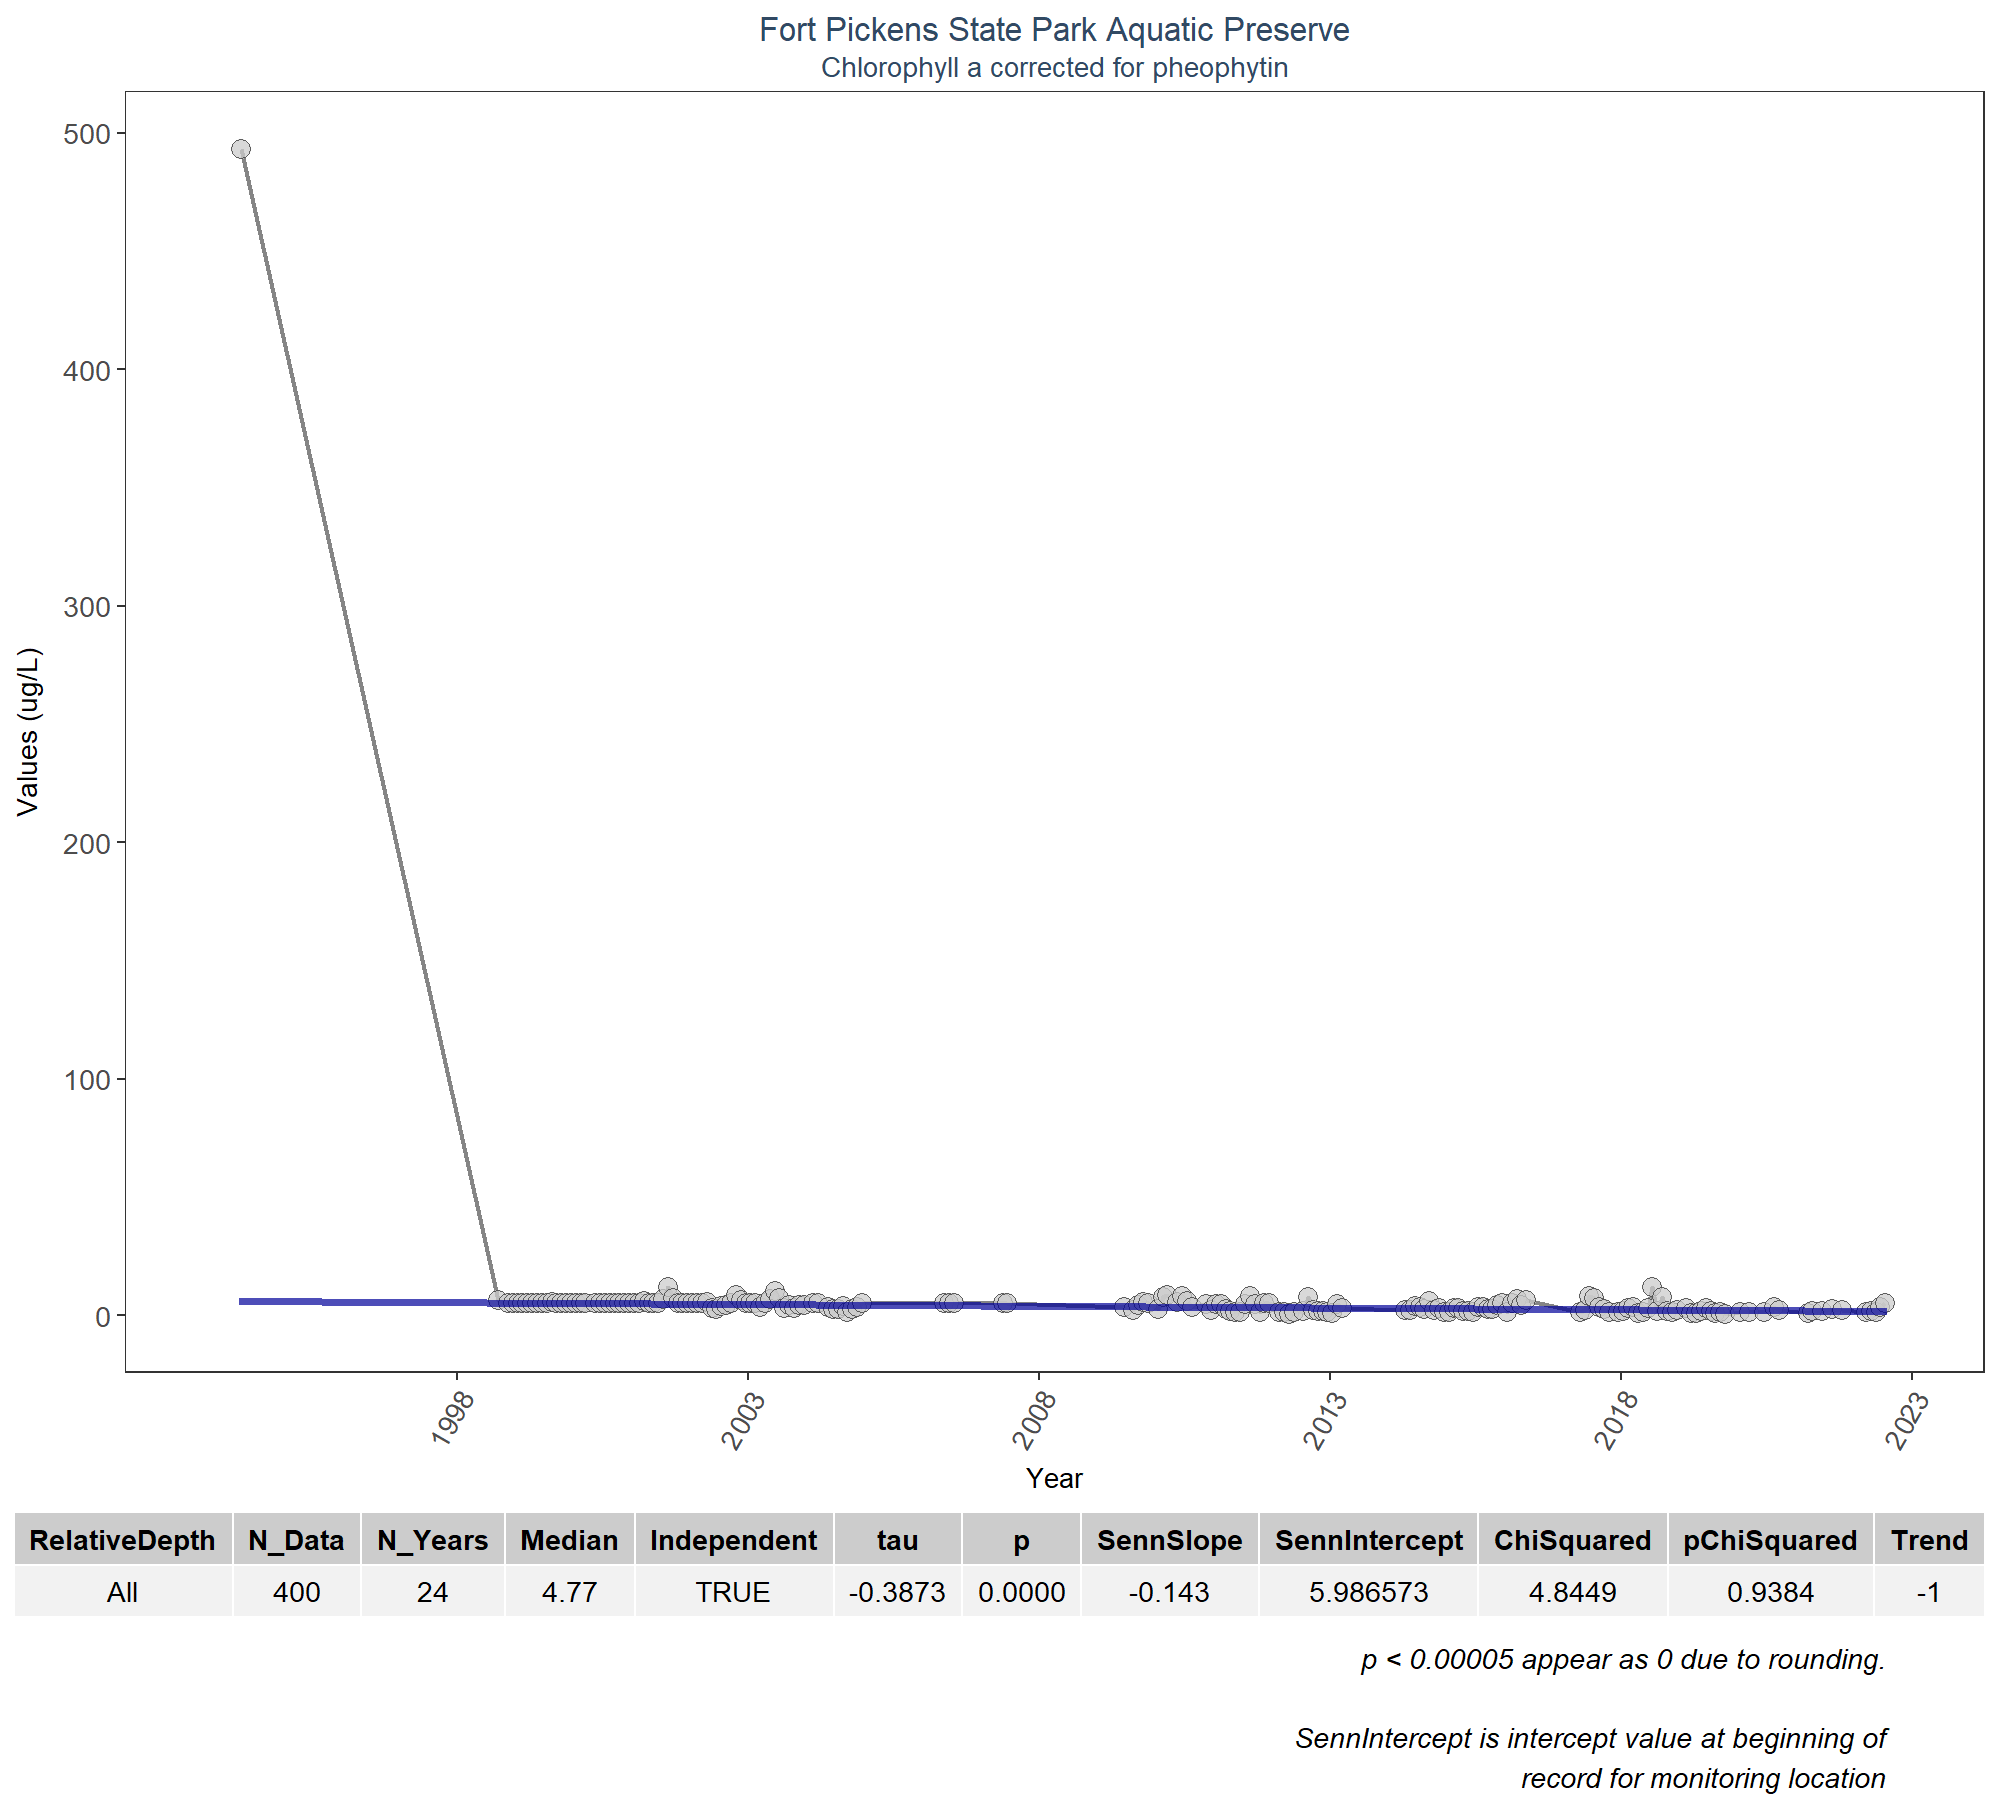 Fort Pickens State Park Aquatic Preserve
Chlorophyll a corrected for pheophytin
500
400
300
200
100
0
Values (ug/L)
1998 2003 2008 2013 2018 2023
Year
RelativeDepth N_Data N_Years Median Independent tau p SennSlope SennIntercept ChiSquared pChiSquared Trend
All 400 24 4.77 TRUE -0.3873 0.0000 -0.143 5.986573 4.8449 0.9384 -1
p < 0.00005 appear as 0 due to rounding.
SennIntercept is intercept value at beginning of
record for monitoring location